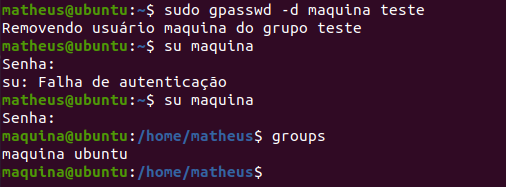 matheus@ubuntu:~$ sudo gpasswd -d maquina teste
Removendo usuário maquina do grupo teste
matheus@ubuntu:~$ su maquina
Senha:
su: Falha de autenticação
matheus@ubuntu:~$ su maquina
Senha:
maquina@ubuntu:/home/matheus$ groups
maquina ubuntu
maquina@ubuntu:/home/matheus$